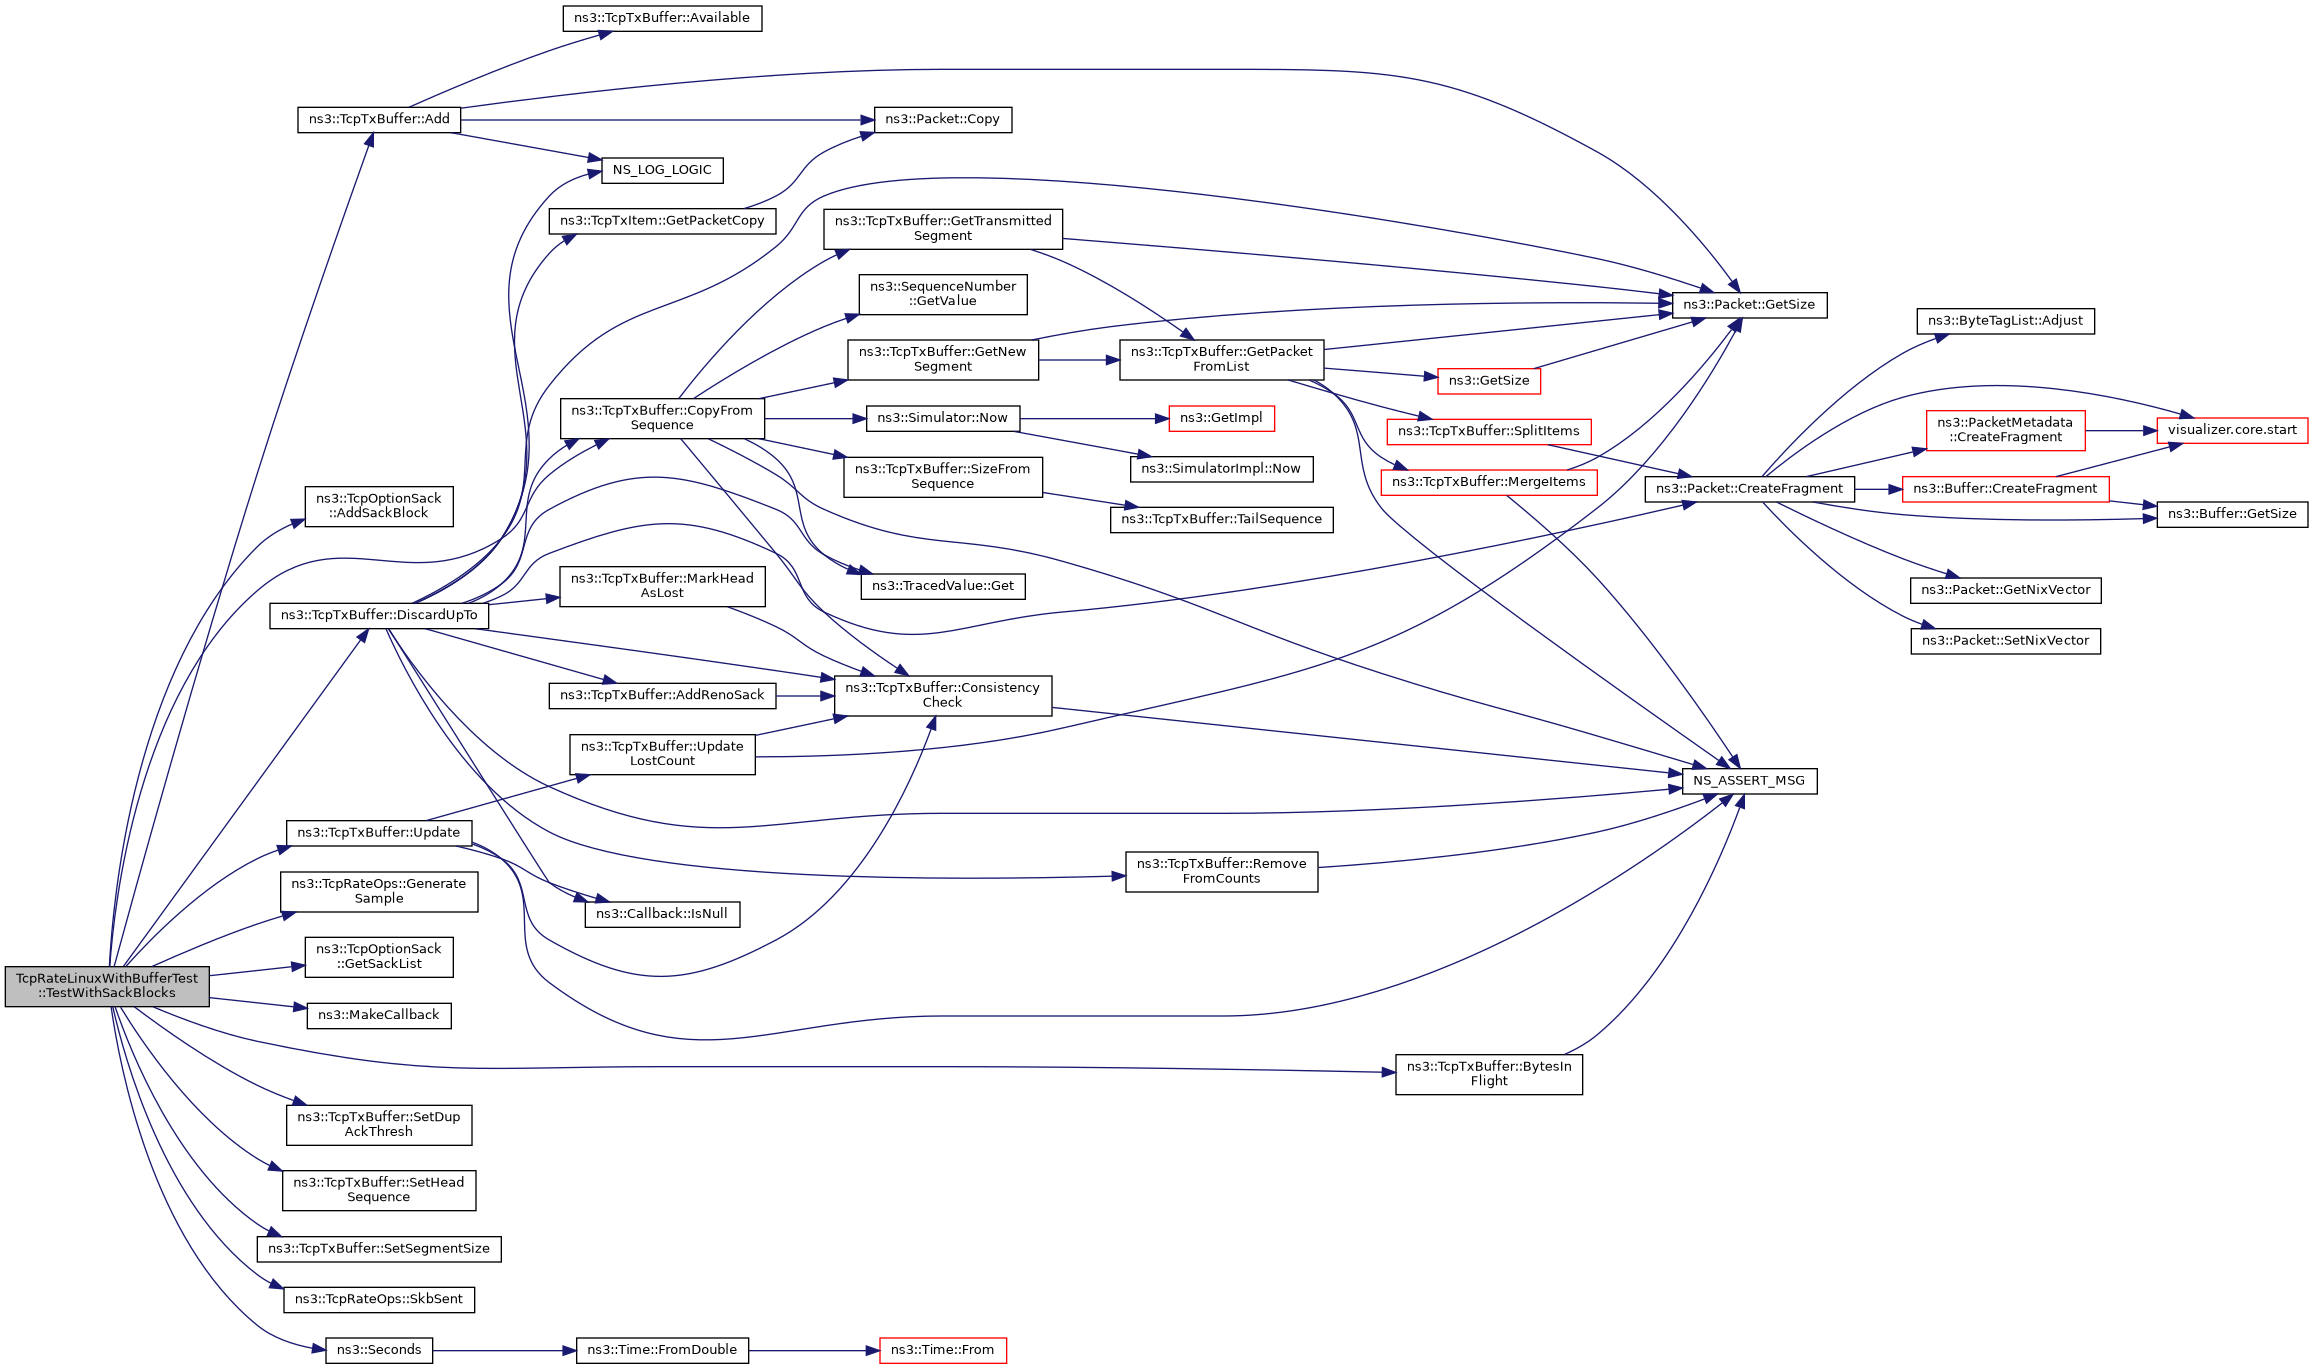 ns3::TcpTxBuffer::Available
ns3::TcpTxBuffer::Add
ns3::Packet::Copy
NS_LOG_LOGIC
ns3::TcpTxItem::GetPacketCopy
ns3::TcpTxBuffer::GetTransmitted
Segment
ns3::SequenceNumber
::GetValue
ns3::Packet::GetSize
ns3::ByteTagList::Adjust
ns3::TcpTxBuffer::GetNew
Segment
ns3::TcpTxBuffer::GetPacket
FromList
ns3::GetSize
ns3::TcpTxBuffer::CopyFrom
Sequence
ns3::Simulator::Now
ns3::GetImpl
ns3::TcpTxBuffer::SplitItems
ns3::PacketMetadata
::CreateFragment
visualizer.core.start
ns3::TcpTxBuffer::SizeFrom
Sequence
ns3::SimulatorImpl::Now
ns3::TcpTxBuffer::MergeItems
ns3::Packet::CreateFragment
ns3::Buffer::CreateFragment
ns3::TcpOptionSack
::AddSackBlock
ns3::TcpTxBuffer::TailSequence
ns3::Buffer::GetSize
ns3::TcpTxBuffer::MarkHead
AsLost
ns3::TracedValue::Get
ns3::Packet::GetNixVector
ns3::TcpTxBuffer::DiscardUpTo
ns3::Packet::SetNixVector
ns3::TcpTxBuffer::AddRenoSack
ns3::TcpTxBuffer::Consistency
Check
ns3::TcpTxBuffer::Update
LostCount
NS_ASSERT_MSG
ns3::TcpTxBuffer::Update
ns3::TcpTxBuffer::Remove
FromCounts
ns3::TcpRateOps::Generate
Sample
ns3::Callback::IsNull
ns3::TcpOptionSack
::GetSackList
TcpRateLinuxWithBufferTest
::TestWithSackBlocks
ns3::MakeCallback
ns3::TcpTxBuffer::BytesIn
Flight
ns3::TcpTxBuffer::SetDup
AckThresh
ns3::TcpTxBuffer::SetHead
Sequence
ns3::TcpTxBuffer::SetSegmentSize
ns3::TcpRateOps::SkbSent
ns3::Seconds
ns3::Time::FromDouble
ns3::Time::From